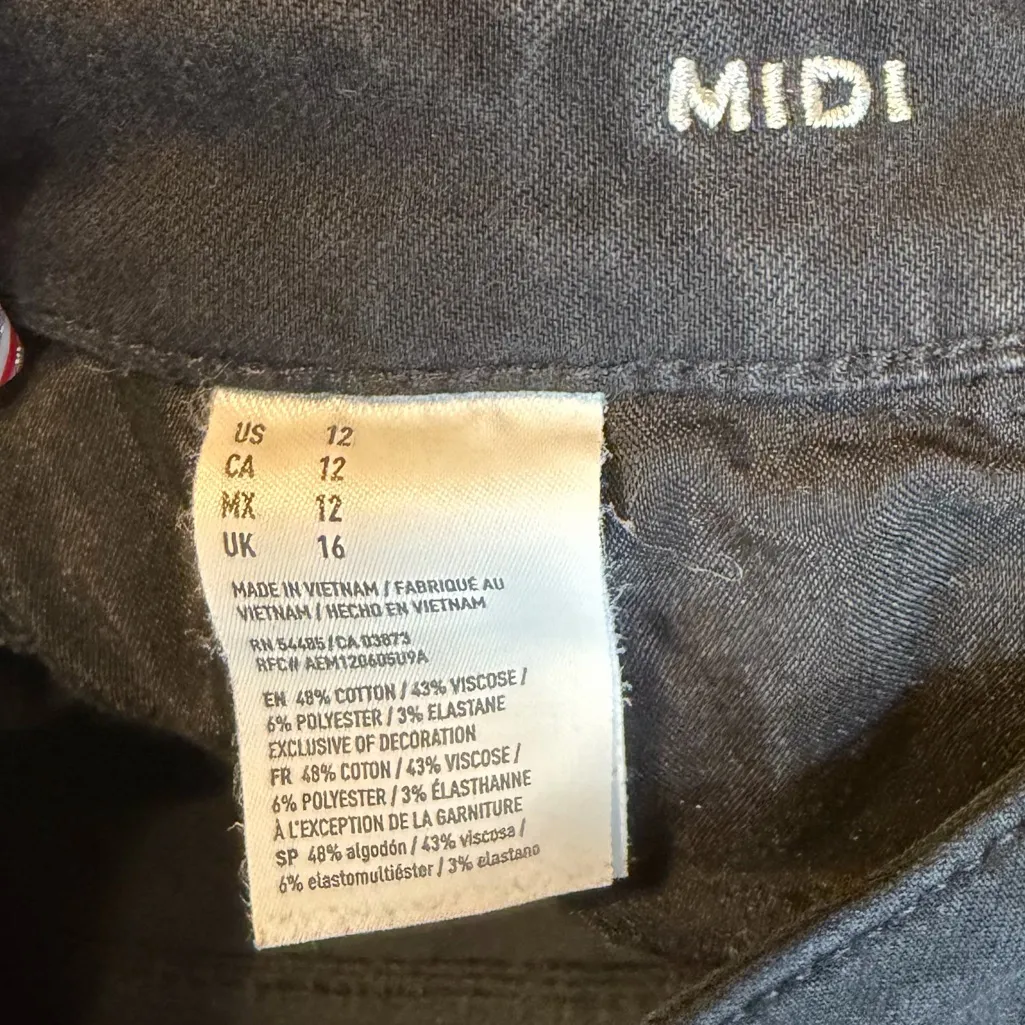 MIDI
US 12
CA 12
MX 12
UK 16
MADE IN VIETNAM / FABRIQUÉ AU
VIETNAM / HECHO EN VIETNAM
RN 54485 / CA 03873
RFC# AEM120605U9A
EN 48% COTTON / 43% VISCOSE /
6% POLYESTER / 3% ELASTANE
EXCLUSIVE OF DECORATION
FR 48% COTON / 43% VISCOSE /
6% POLYESTER / 3% ÉLASTHANNE
À L'EXCEPTION DE LA GARNITURE
SP 48% algodón / 43% viscosa /
6% elastomultiéster / 3% elastano